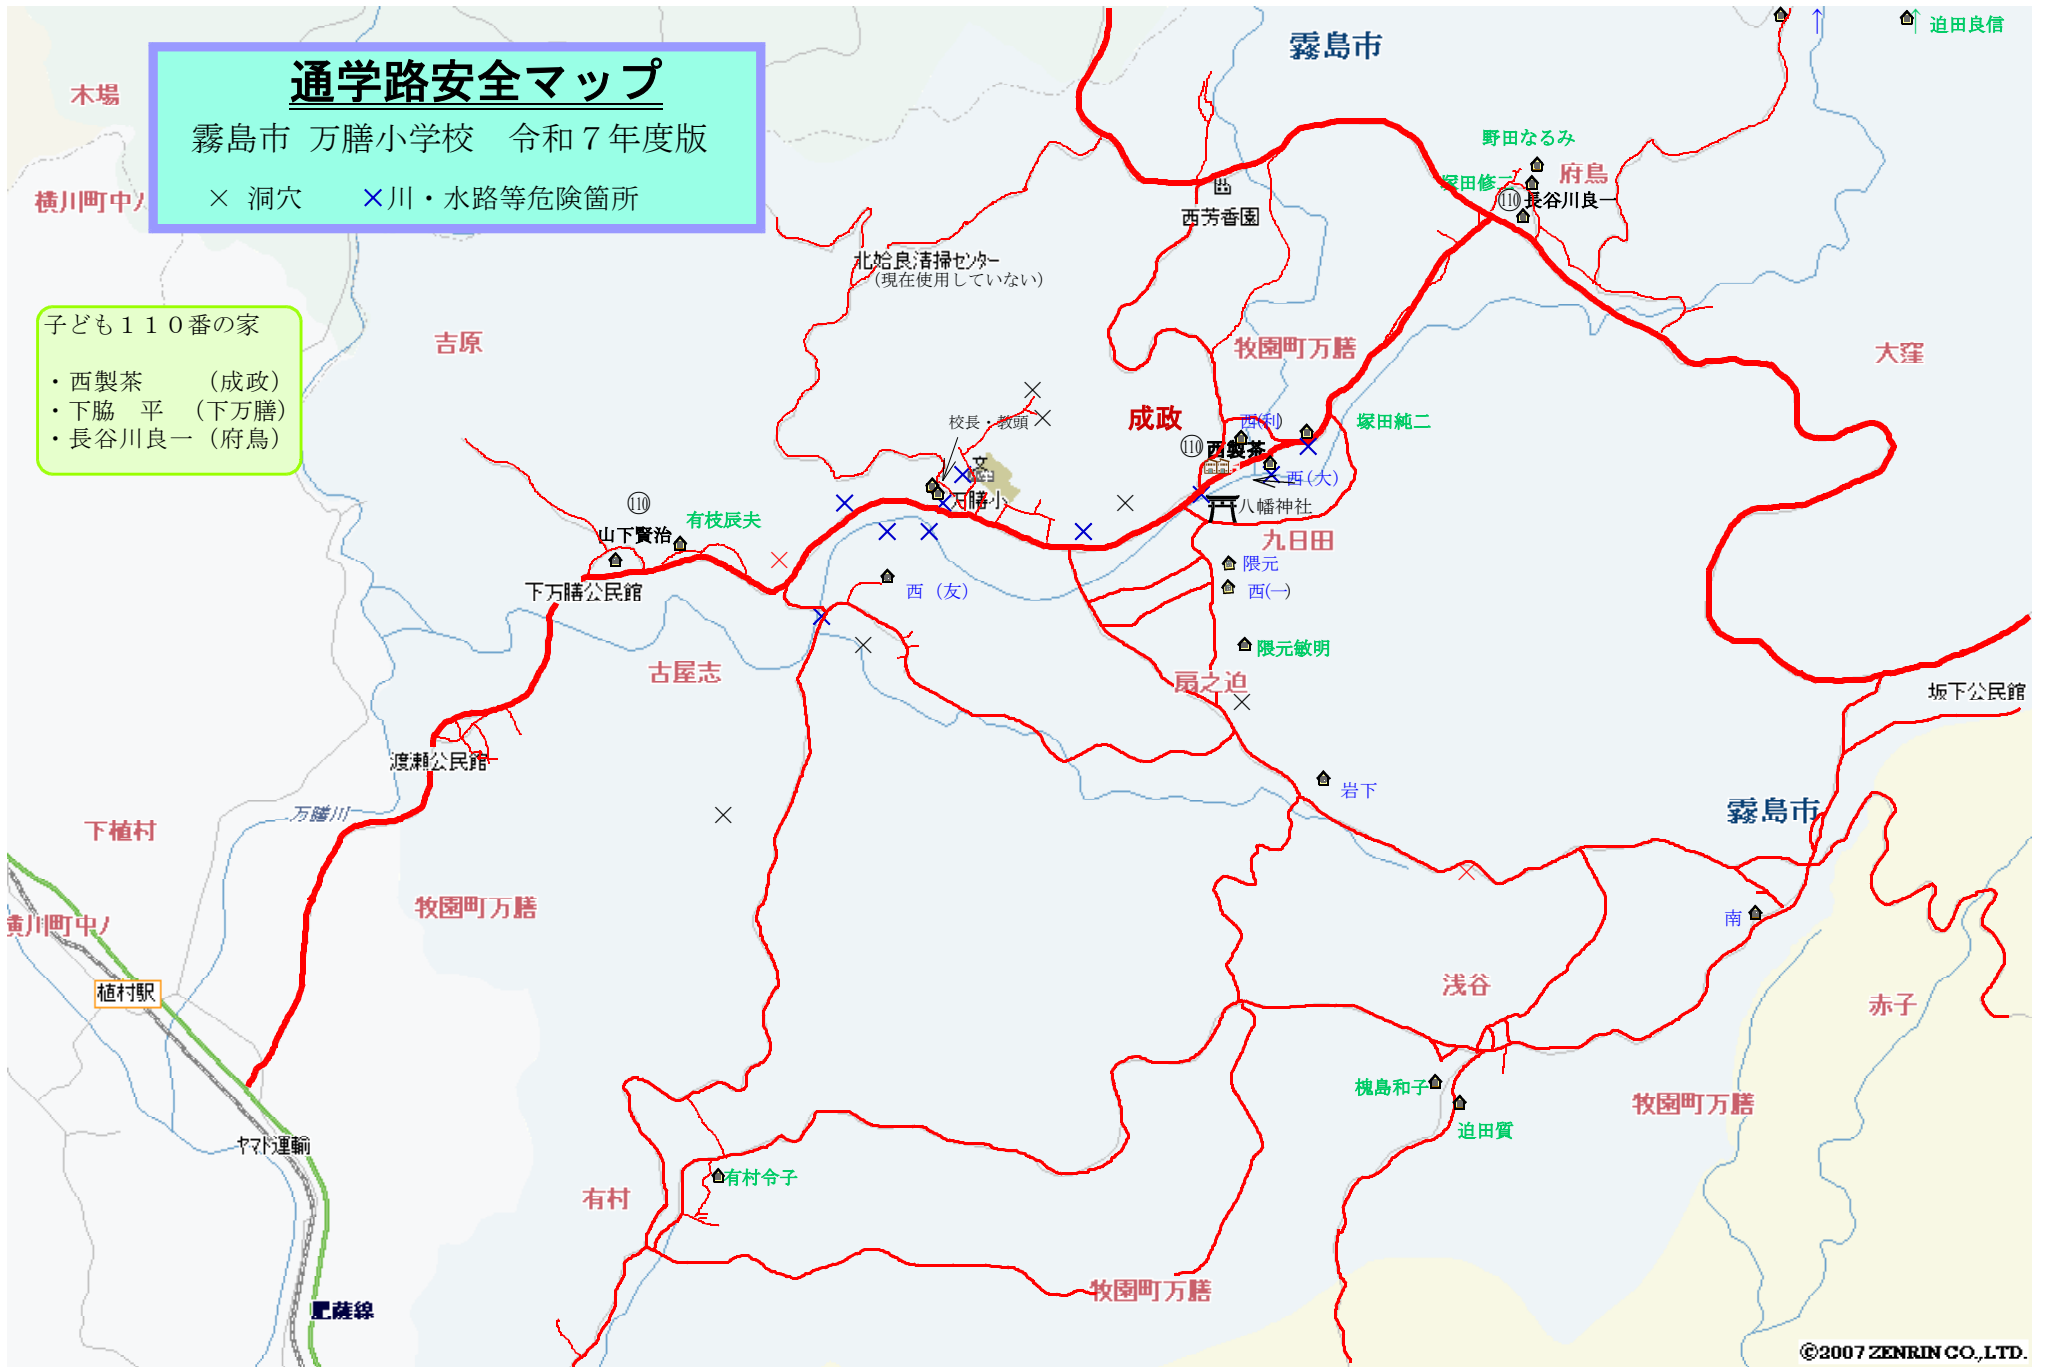 通学路安全マップ
霧島市 万膳小学校 令和７年度版
× 洞穴 ×川・水路等危険箇所
子ども１１０番の家
・西製茶 （成政）
・下脇 平 （下万膳）
・長谷川良一（府鳥）
霧島市
迫田良信
木場
横川町中ﾉ
野田なるみ
塚田修二
府鳥
110 長谷川良一
西芳香園
北姶良清掃センター
（現在使用していない）
吉原
牧園町万膳
大窪
校長・教頭
成政
西(利)
塚田純二
110 西製茶
西(大)
文
万膳小
八幡神社
110
山下賢治
有枝辰夫
九日田
隈元
西(一)
下万膳公民館
西（友）
隈元敏明
古屋志
扇之迫
坂下公民館
渡瀬公民館
岩下
万膳川
下植村
霧島市
牧園町万膳
横川町中ﾉ
南
植村駅
浅谷
赤子
槐島和子
迫田質
牧園町万膳
ヤマト運輸
有村令子
有村
牧園町万膳
肥薩線
©2007 ZENRIN CO.,LTD.